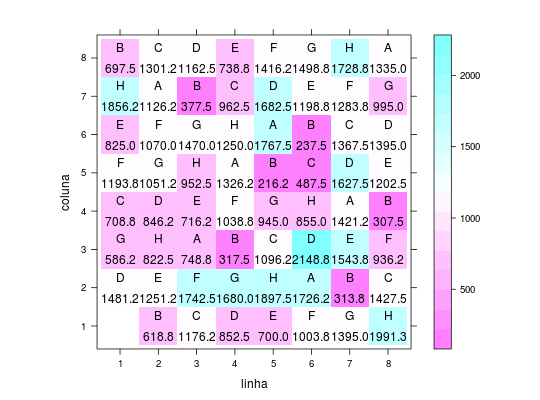 B C D E F G H A
8 697.5 1301.2 1162.5 738.8 1416.2 1498.8 1728.8 1335.0
H A B C D E F G
7 1856.2 1126.2 377.5 962.5 1682.5 1198.8 1283.8 995.0
E F G H A B C D
6 825.0 1070.0 1470.0 1250.0 1767.5 237.5 1367.5 1395.0
F G H A B C D E
5 1193.8 1051.2 952.5 1326.2 216.2 487.5 1627.5 1202.5
C D E F G H A B
4 708.8 846.2 716.2 1038.8 945.0 855.0 1421.2 307.5
G H A B C D E F
3 586.2 822.5 748.8 317.5 1096.2 2148.8 1543.8 936.2
D E F G H A B C
2 1481.2 1251.2 1742.5 1680.0 1897.5 1726.2 313.8 1427.5
B C D E F G H
1 618.8 1176.2 852.5 700.0 1003.8 1395.0 1991.3
1 2 3 4 5 6 7 8
linha
coluna
2000
1500
1000
500